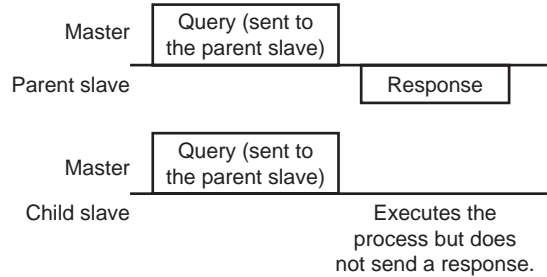 Query (sent to
the parent slave)
Master
Parent slave
Response
Query (sent to
the parent slave)
Master
Child slave
Executes the
process but does
not send a response.